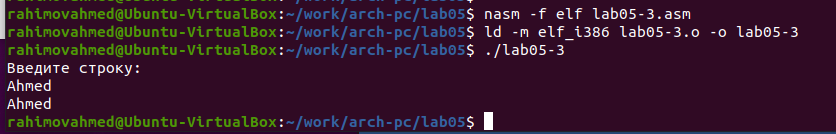 rahimovahmed@Ubuntu-VirtualBox:~/work/arch-pc/lab05$ nasm -f elf lab05-3.asm
rahimovahmed@Ubuntu-VirtualBox:~/work/arch-pc/lab05$ ld -m elf_i386 lab05-3.o -o lab05-3
rahimovahmed@Ubuntu-VirtualBox:~/work/arch-pc/lab05$ ./lab05-3
Введите строку:
Ahmed
Ahmed
rahimovahmed@Ubuntu-VirtualBox:~/work/arch-pc/lab05$